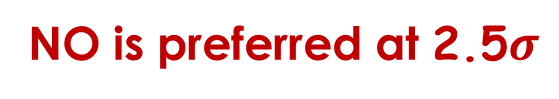 NO is preferred at 2.5𝜎